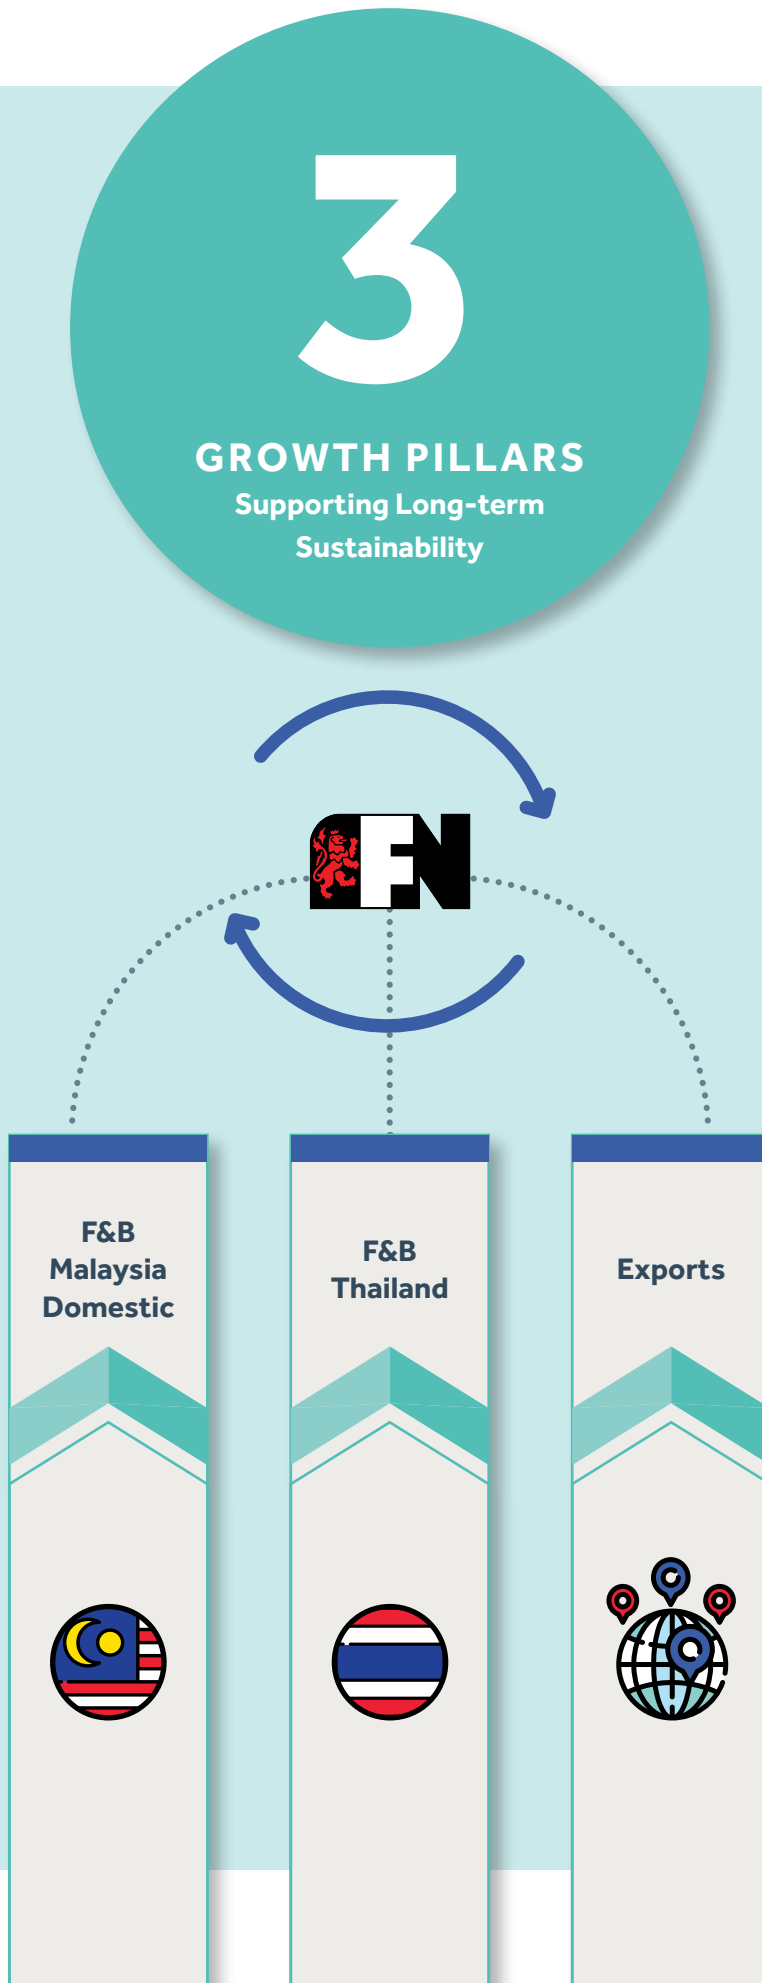 3
GROWTH PILLARS
Supporting Long-term
Sustainability
FN
F&B
Malaysia
Domestic
F&B
Thailand
Exports